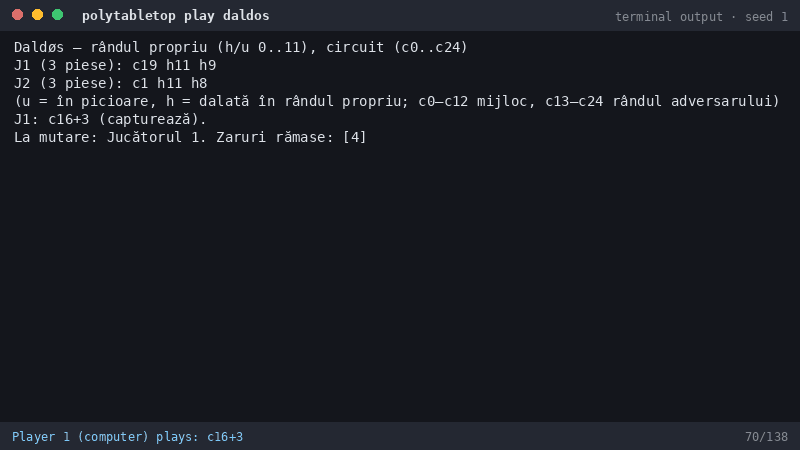 polytabletop play daldos
terminal output · seed 1
Daldøs — rândul propriu (h/u 0..11), circuit (c0..c24)
J1 (3 piese): c19 h11 h9
J2 (3 piese): c1 h11 h8
(u = în picioare, h = dalată în rândul propriu; c0–c12 mijloc, c13–c24 rândul adversarului)
J1: c16+3 (capturează).
La mutare: Jucătorul 1. Zaruri rămase: [4]
Player 1 (computer) plays: c16+3
70/138